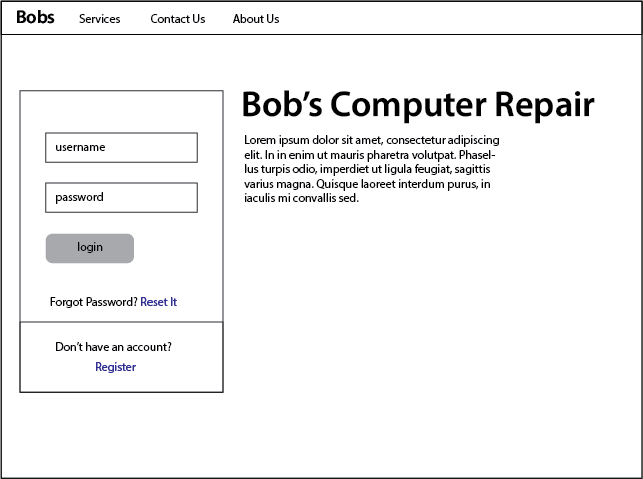 Bobs Services Contact Us About Us
username
password
login
Forgot Password? Reset It
Don't have an account?
Register
Bob's Computer Repair
Lorem ipsum dolor sit amet, consectetur adipiscing
elit. In in enim ut mauris pharetra volutpat. Phasel-
lus turpis odio, imperdiet ut ligula feugiat, sagittis
varius magna. Quisque laoreet interdum purus, in
iaculis mi convallis sed.